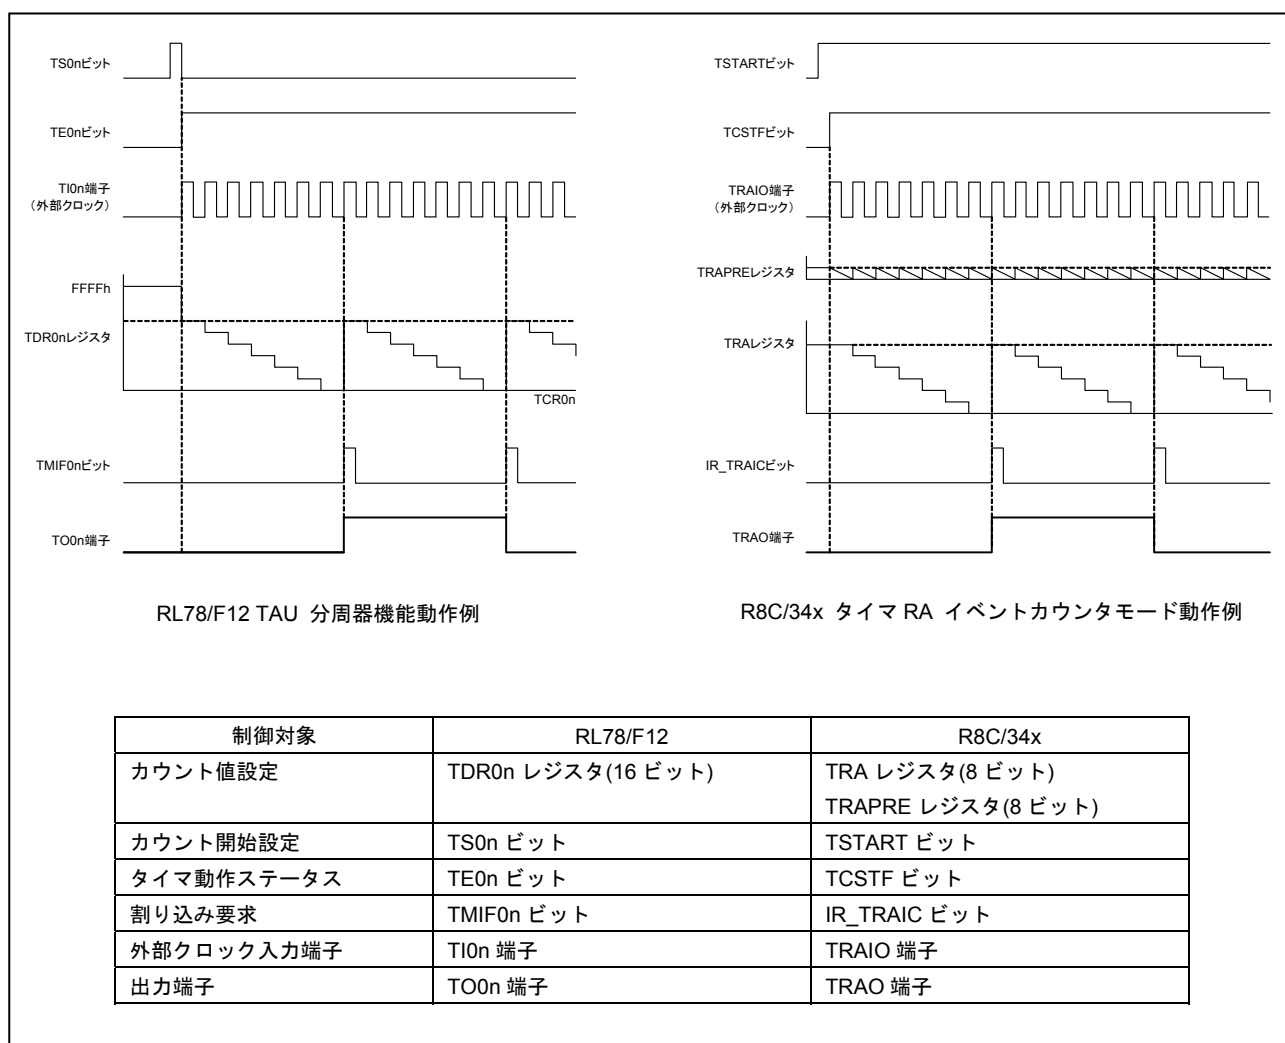 TS0nビット
TE0nビット
TI0n端子
(外部クロック)
FFFFh
TDR0nレジスタ
TCR0n
TMIF0nビット
TO0n端子
RL78/F12 TAU 分周器機能動作例
TSTARTビット
TCSTFビット
TRAIO端子
(外部クロック)
TRAPREレジスタ
TRAレジスタ
IR_TRAICビット
TRAO端子
R8C/34x タイマ RA イベントカウンタモード動作例
制御対象 RL78/F12 R8C/34x
カウント値設定 TDR0n レジスタ(16 ビット) TRA レジスタ(8 ビット)
TRAPRE レジスタ(8 ビット)
カウント開始設定 TS0n ビット TSTART ビット
タイマ動作ステータス TE0n ビット TCSTF ビット
割り込み要求 TMIF0n ビット IR_TRAIC ビット
外部クロック入力端子 TI0n 端子 TRAIO 端子
出力端子 TO0n 端子 TRAO 端子